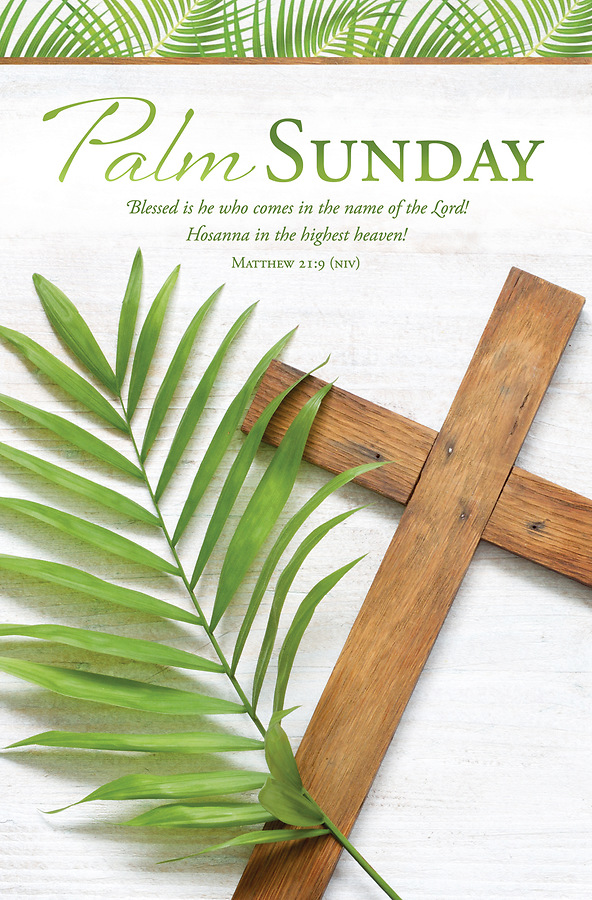 Palm Sunday
Blessed is he who comes in the name of the Lord!
Hosanna in the highest heaven!
Matthew 21:9 (NIV)